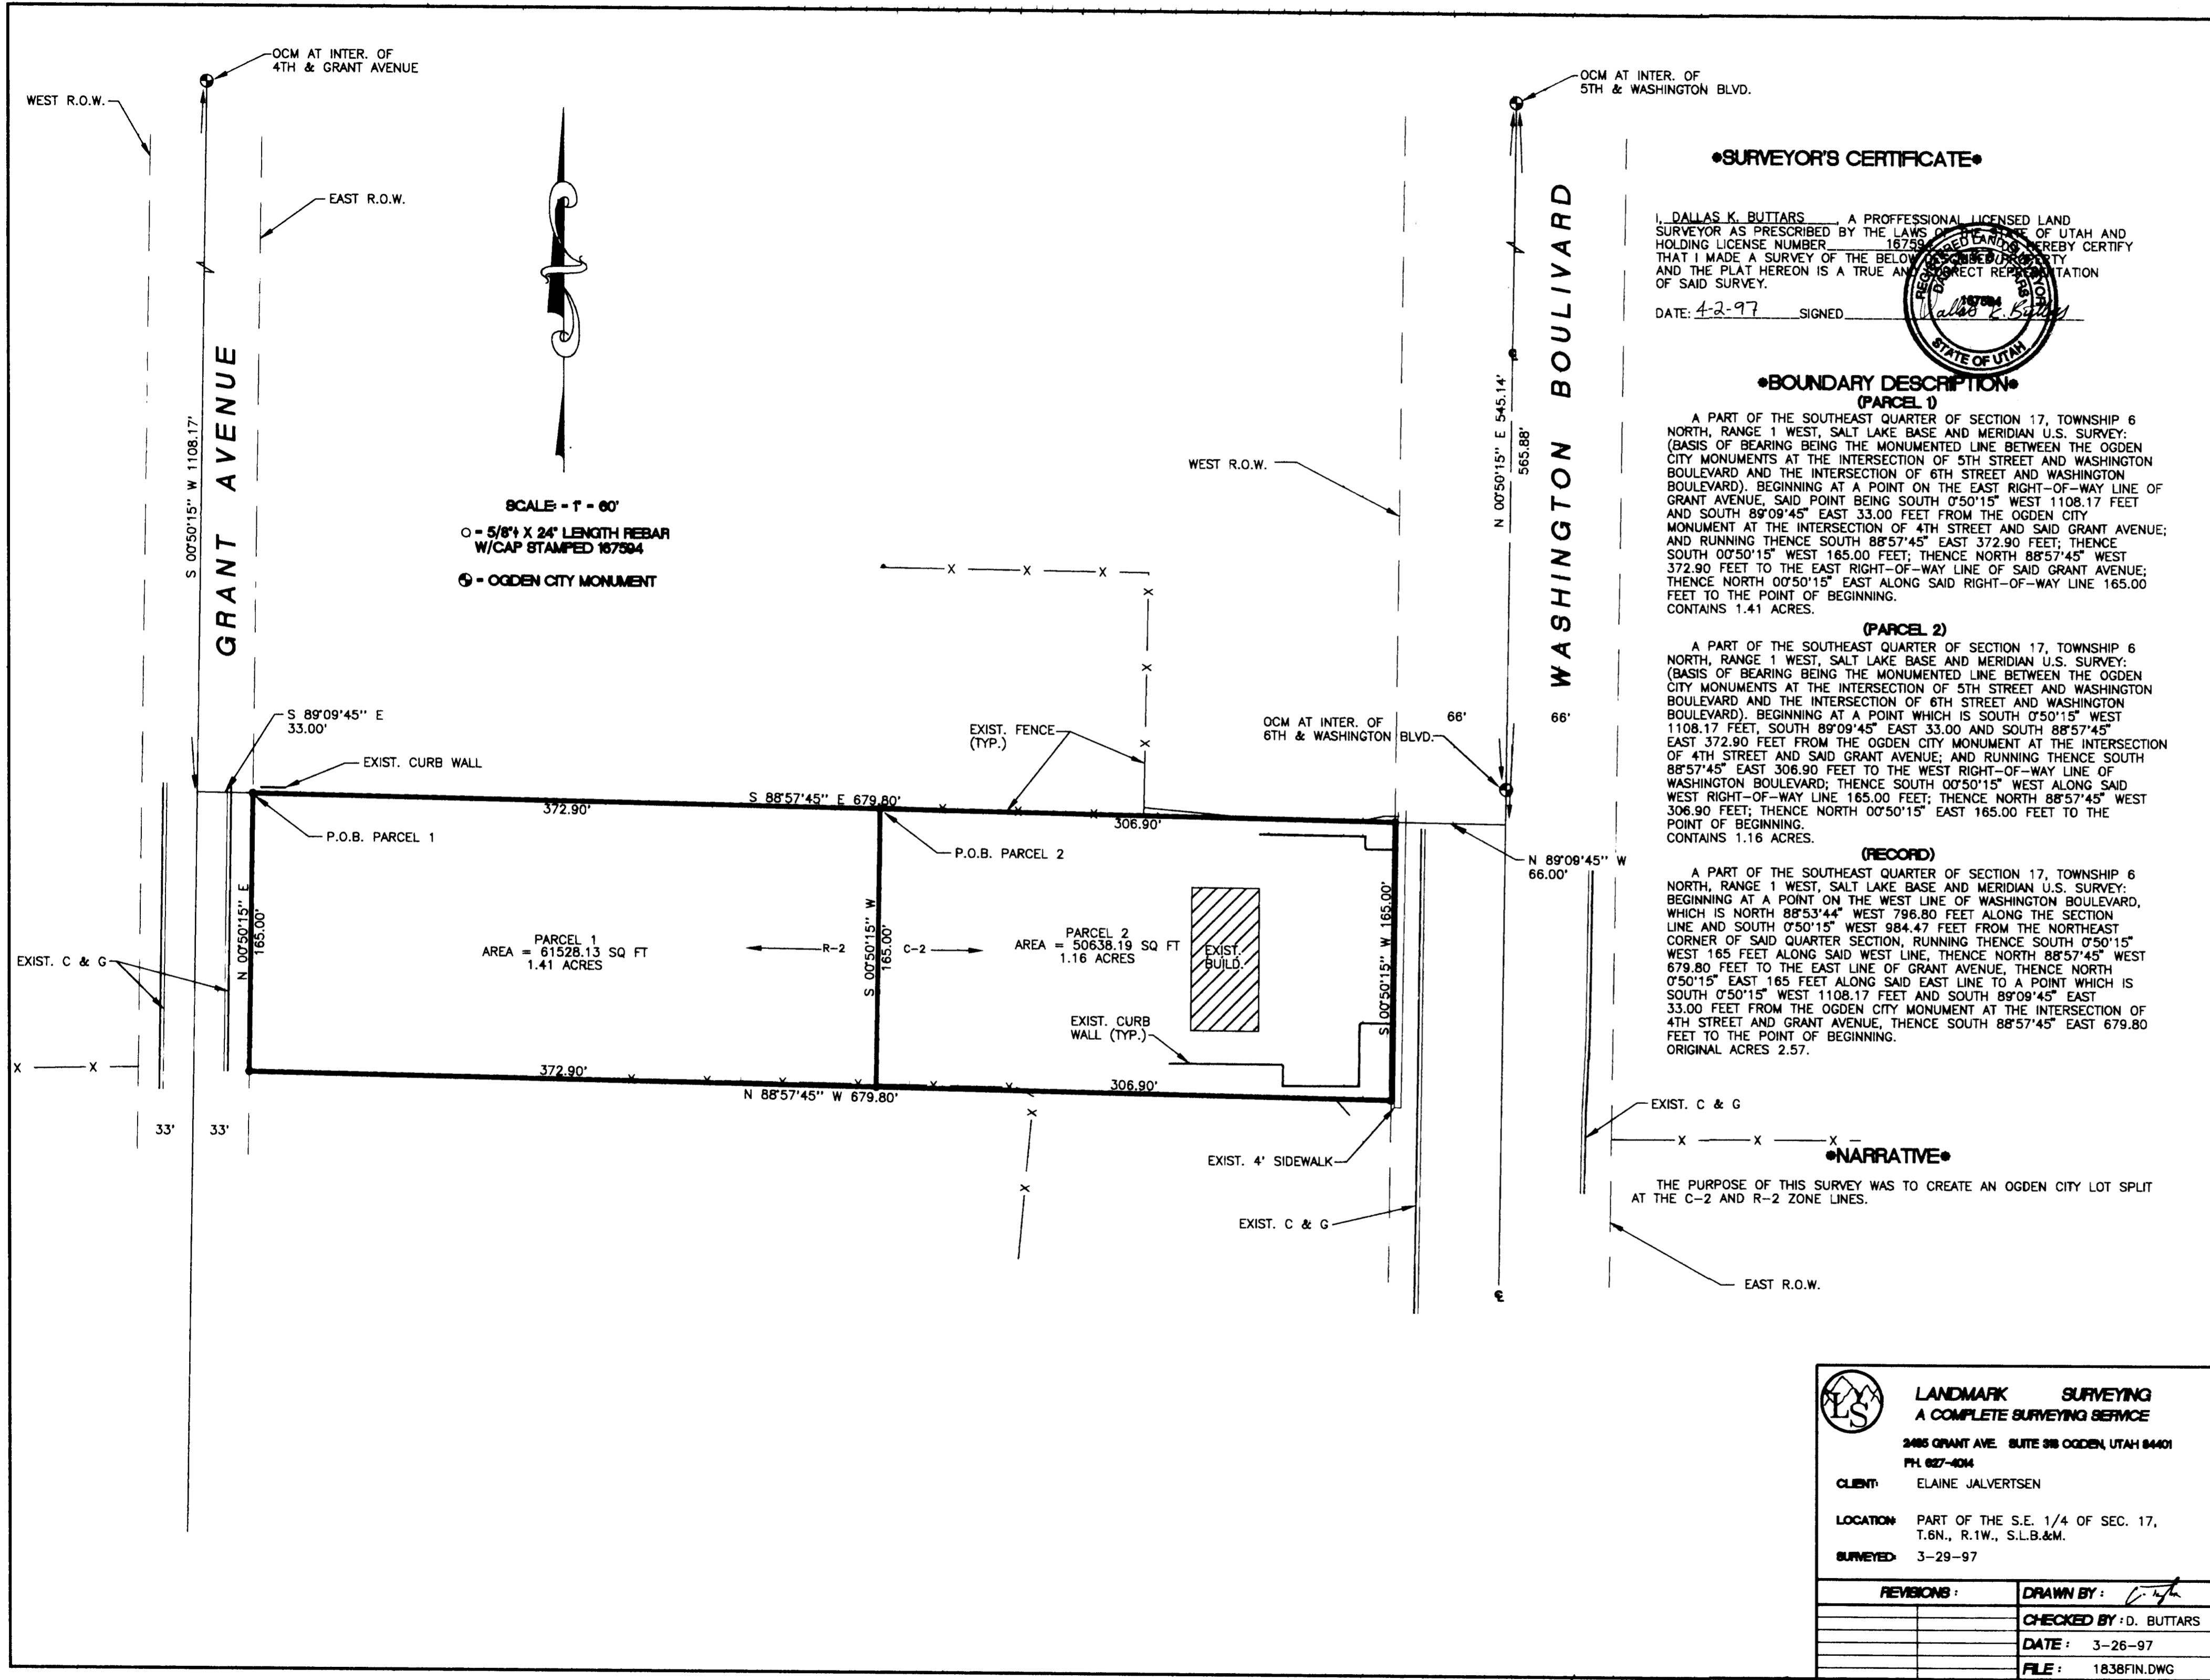 OCM AT INTER. OF
4TH & GRANT AVENUE
WEST R.O.W.
EAST R.O.W.
S 00°50'15'' W 1108.17'
GRANT AVENUE
SCALE: = 1" = 60'
O = 5/8"∮ X 24" LENGTH REBAR
W/CAP STAMPED 167594
= OGDEN CITY MONUMENT
OCM AT INTER. OF
5TH & WASHINGTON BLVD.
WEST R.O.W.
N 00°50'15'' E 545.14'
565.88'
WASHINGTON BOULIVARD
OCM AT INTER. OF
6TH & WASHINGTON BLVD.
66'
66'
S 89°09'45'' E
33.00'
EXIST. CURB WALL
EXIST. FENCE
(TYP.)
S 88°57'45'' E 679.80'
372.90'
306.90'
P.O.B. PARCEL 1
P.O.B. PARCEL 2
N 89°09'45'' W
66.00'
N 00°50'15'' E
165.00'
PARCEL 1
AREA = 61528.13 SQ FT
1.41 ACRES
R-2
S 00°50'15'' W
165.00'
C-2
PARCEL 2
AREA = 50638.19 SQ FT
1.16 ACRES
EXIST.
BUILD.
S 00°50'15'' W 165.00'
EXIST. C & G
EXIST. CURB
WALL (TYP.)
X X
372.90'
306.90'
N 88°57'45'' W 679.80'
33'
33'
EXIST. 4' SIDEWALK
EXIST. C & G
EXIST. C & G
EAST R.O.W.
SURVEYOR'S CERTIFICATE
I, DALLAS K. BUTTARS, A PROFFESSIONAL LICENSED LAND
SURVEYOR AS PRESCRIBED BY THE LAWS OF THE STATE OF UTAH AND
HOLDING LICENSE NUMBER 16759 HEREBY CERTIFY
THAT I MADE A SURVEY OF THE BELOW DESCRIBED PROPERTY
AND THE PLAT HEREON IS A TRUE AND CORRECT REPRESENTATION
OF SAID SURVEY.
DATE: 4-2-97 SIGNED Dallas K. Buttars
REGISTERED LAND SURVEYOR
DALLAS K. BUTTARS
167594
STATE OF UTAH
BOUNDARY DESCRIPTION
(PARCEL 1)
A PART OF THE SOUTHEAST QUARTER OF SECTION 17, TOWNSHIP 6
NORTH, RANGE 1 WEST, SALT LAKE BASE AND MERIDIAN U.S. SURVEY:
(BASIS OF BEARING BEING THE MONUMENTED LINE BETWEEN THE OGDEN
CITY MONUMENTS AT THE INTERSECTION OF 5TH STREET AND WASHINGTON
BOULEVARD AND THE INTERSECTION OF 6TH STREET AND WASHINGTON
BOULEVARD). BEGINNING AT A POINT ON THE EAST RIGHT-OF-WAY LINE OF
GRANT AVENUE, SAID POINT BEING SOUTH 0°50'15" WEST 1108.17 FEET
AND SOUTH 89°09'45" EAST 33.00 FEET FROM THE OGDEN CITY
MONUMENT AT THE INTERSECTION OF 4TH STREET AND SAID GRANT AVENUE;
AND RUNNING THENCE SOUTH 88°57'45" EAST 372.90 FEET; THENCE
SOUTH 00°50'15" WEST 165.00 FEET; THENCE NORTH 88°57'45" WEST
372.90 FEET TO THE EAST RIGHT-OF-WAY LINE OF SAID GRANT AVENUE;
THENCE NORTH 00°50'15" EAST ALONG SAID RIGHT-OF-WAY LINE 165.00
FEET TO THE POINT OF BEGINNING.
CONTAINS 1.41 ACRES.
(PARCEL 2)
A PART OF THE SOUTHEAST QUARTER OF SECTION 17, TOWNSHIP 6
NORTH, RANGE 1 WEST, SALT LAKE BASE AND MERIDIAN U.S. SURVEY:
(BASIS OF BEARING BEING THE MONUMENTED LINE BETWEEN THE OGDEN
CITY MONUMENTS AT THE INTERSECTION OF 5TH STREET AND WASHINGTON
BOULEVARD AND THE INTERSECTION OF 6TH STREET AND WASHINGTON
BOULEVARD). BEGINNING AT A POINT WHICH IS SOUTH 0°50'15" WEST
1108.17 FEET, SOUTH 89°09'45" EAST 33.00 AND SOUTH 88°57'45"
EAST 372.90 FEET FROM THE OGDEN CITY MONUMENT AT THE INTERSECTION
OF 4TH STREET AND SAID GRANT AVENUE; AND RUNNING THENCE SOUTH
88°57'45" EAST 306.90 FEET TO THE WEST RIGHT-OF-WAY LINE OF
WASHINGTON BOULEVARD; THENCE SOUTH 00°50'15" WEST ALONG SAID
WEST RIGHT-OF-WAY LINE 165.00 FEET; THENCE NORTH 88°57'45" WEST
306.90 FEET; THENCE NORTH 00°50'15" EAST 165.00 FEET TO THE
POINT OF BEGINNING.
CONTAINS 1.16 ACRES.
(RECORD)
A PART OF THE SOUTHEAST QUARTER OF SECTION 17, TOWNSHIP 6
NORTH, RANGE 1 WEST, SALT LAKE BASE AND MERIDIAN U.S. SURVEY:
BEGINNING AT A POINT ON THE WEST LINE OF WASHINGTON BOULEVARD,
WHICH IS NORTH 88°53'44" WEST 796.80 FEET ALONG THE SECTION
LINE AND SOUTH 0°50'15" WEST 984.47 FEET FROM THE NORTHEAST
CORNER OF SAID QUARTER SECTION, RUNNING THENCE SOUTH 0°50'15"
WEST 165 FEET ALONG SAID WEST LINE, THENCE NORTH 88°57'45" WEST
679.80 FEET TO THE EAST LINE OF GRANT AVENUE, THENCE NORTH
0°50'15" EAST 165 FEET ALONG SAID EAST LINE TO A POINT WHICH IS
SOUTH 0°50'15" WEST 1108.17 FEET AND SOUTH 89°09'45" EAST
33.00 FEET FROM THE OGDEN CITY MONUMENT AT THE INTERSECTION OF
4TH STREET AND GRANT AVENUE, THENCE SOUTH 88°57'45" EAST 679.80
FEET TO THE POINT OF BEGINNING.
ORIGINAL ACRES 2.57.
NARRATIVE
THE PURPOSE OF THIS SURVEY WAS TO CREATE AN OGDEN CITY LOT SPLIT
AT THE C-2 AND R-2 ZONE LINES.
LS
LANDMARK SURVEYING
A COMPLETE SURVEYING SERVICE
2485 GRANT AVE. SUITE 318 OGDEN, UTAH 84401
PH. 627-4014
CLIENT: ELAINE JALVERTSEN
LOCATION: PART OF THE S.E. 1/4 OF SEC. 17,
T.6N., R.1W., S.L.B.&M.
SURVEYED: 3-29-97
REVISIONS :
DRAWN BY :
CHECKED BY : D. BUTTARS
DATE : 3-26-97
FILE : 1838FIN.DWG